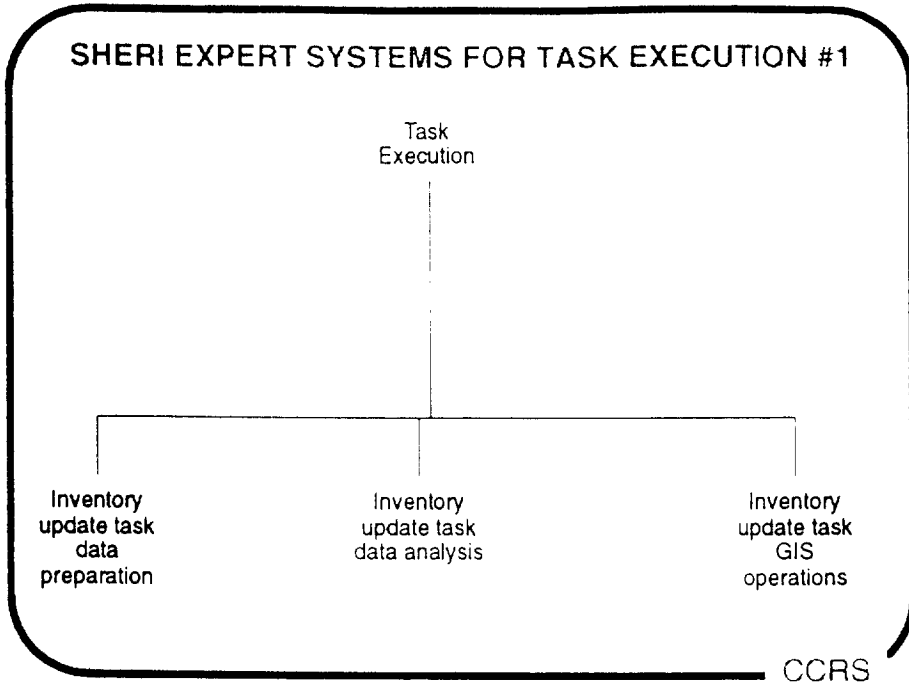 SHERI EXPERT SYSTEMS FOR TASK EXECUTION #1
Task
Execution
Inventory
update task
data
preparation
Inventory
update task
data analysis
Inventory
update task
GIS
operations
CCRS